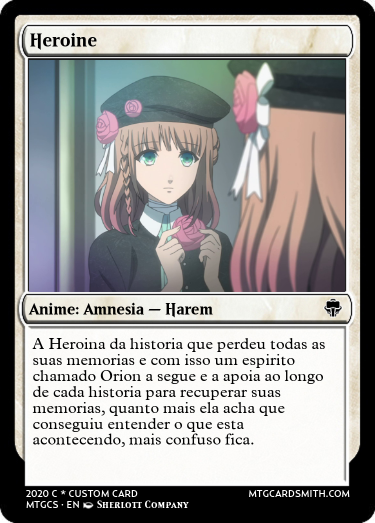 Heroine
Anime: Amnesia — Harem
A Heroina da historia que perdeu todas as
suas memorias e com isso um espirito
chamado Orion a segue e a apoia ao longo
de cada historia para recuperar suas
memorias, quanto mais ela acha que
conseguiu entender o que esta
acontecendo, mais confuso fica.
2020 C * CUSTOM CARD
MTGCARDSMITH.COM
MTGCS · EN Sherlott Company